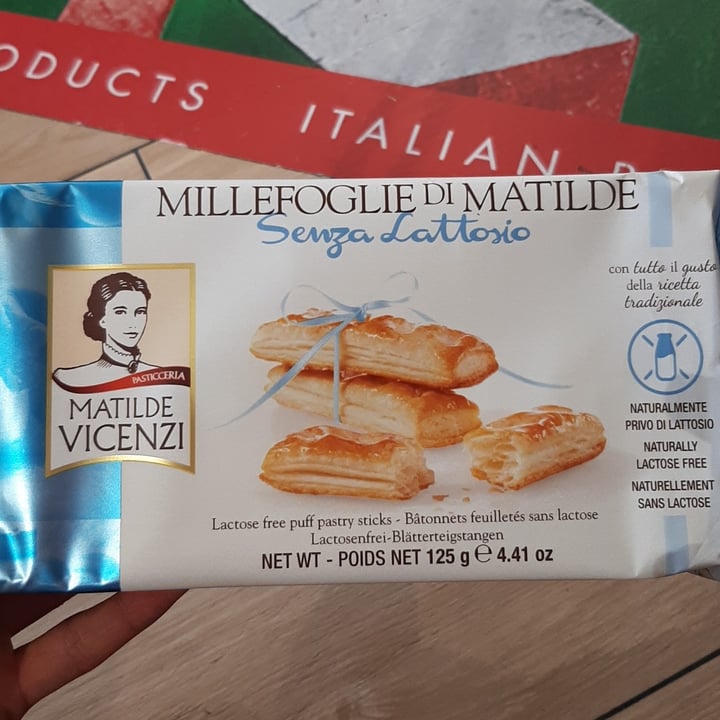 ODUCTS ITALIAN
MILLEFOGLIE DI MATILDE
Senza Lattosio
con tutto il gusto
della ricetta
tradizionale
PASTICCERIA
MATILDE
VICENZI
NATURALMENTE
PRIVO DI LATTOSIO
NATURALLY
LACTOSE FREE
NATURELLEMENT
SANS LACTOSE
Lactose free puff pastry sticks - Bâtonnets feuilletés sans lactose
Lactosenfrei-Blätterteigstangen
NET WT - POIDS NET 125 g ℮ 4.41 oz